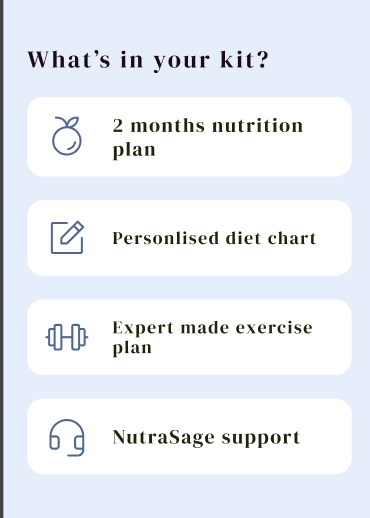 What’s in your kit?
2 months nutrition
plan
Personlised diet chart
Expert made exercise
plan
NutraSage support